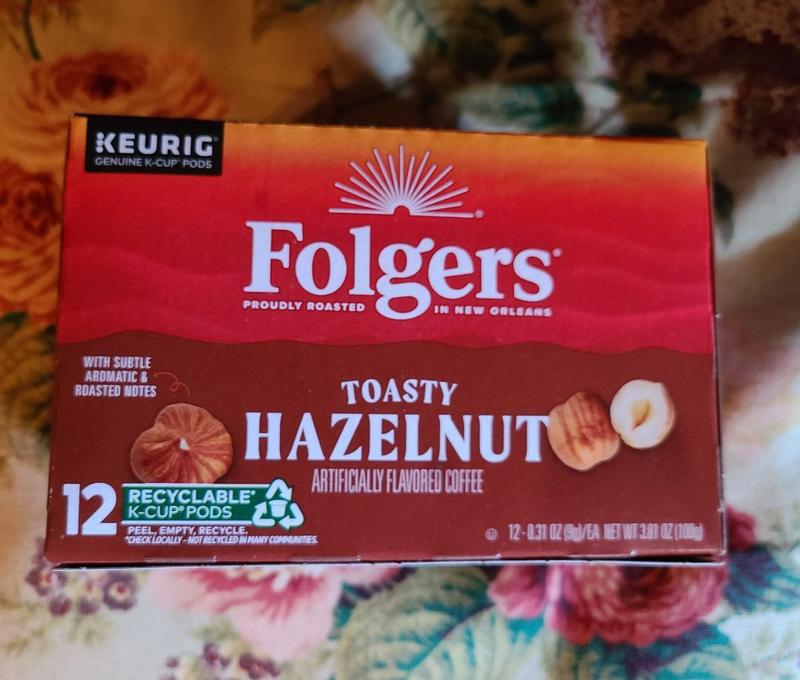 KEURIG
GENUINE K-CUP® PODS
Folgers®
PROUDLY ROASTED IN NEW ORLEANS
WITH SUBTLE
AROMATIC &
ROASTED NOTES
TOASTY
HAZELNUT
ARTIFICIALLY FLAVORED COFFEE
12 RECYCLABLE*
K-CUP® PODS
PEEL, EMPTY, RECYCLE.
*CHECK LOCALLY - NOT RECYCLED IN MANY COMMUNITIES.
Ⓤ 12 - 0.31 OZ (9g)/EA NET WT 3.81 OZ (108g)